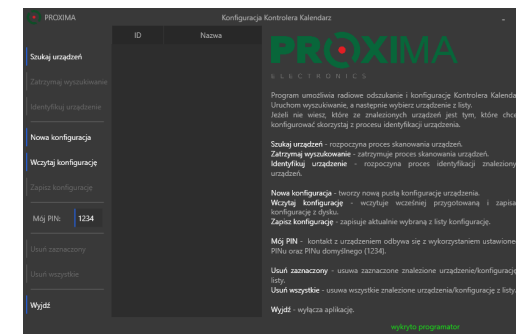 PROXIMA
Konfiguracja Kontrolera Kalendarz
ID Nazwa
Szukaj urządzeń
Zatrzymaj wyszukiwanie
Identyfikuj urządzenie
Nowa konfiguracja
Wczytaj konfigurację
Zapisz konfigurację
Mój PIN: 1234
Usuń zaznaczony
Usuń wszystkie
Wyjdź
PROXIMA
ELECTRONICS
Program umożliwia radiowe odszukanie i konfigurację Kontrolera Kalenda
Uruchom wyszukiwanie, a następnie wybierz urządzenie z listy.
Jeżeli nie wiesz, które ze znalezionych urządzeń jest tym, które chce
konfigurować skorzystaj z procesu identyfikacji urządzenia.
Szukaj urządzeń - rozpoczyna proces skanowania urządzeń.
Zatrzymaj wyszukiwanie - zatrzymuje proces skanowania urządzeń.
Identyfikuj urządzenie - rozpoczyna proces identyfikacji znaleziony
urządzeń.
Nowa konfiguracja - tworzy nową pustą konfigurację urządzenia.
Wczytaj konfigurację - wczytuje wcześniej przygotowaną i zapisa
konfigurację z dysku.
Zapisz konfigurację - zapisuje aktualnie wybraną z listy konfigurację.
Mój PIN - kontakt z urządzeniem odbywa się z wykorzystaniem ustawione
PINu oraz PINu domyślnego (1234).
Usuń zaznaczony - usuwa zaznaczone znalezione urządzenie/konfigurację
listy.
Usuń wszystkie - usuwa wszystkie znalezione urządzenia/konfigurację z listy.
Wyjdź - wyłącza aplikację.
wykryto programator